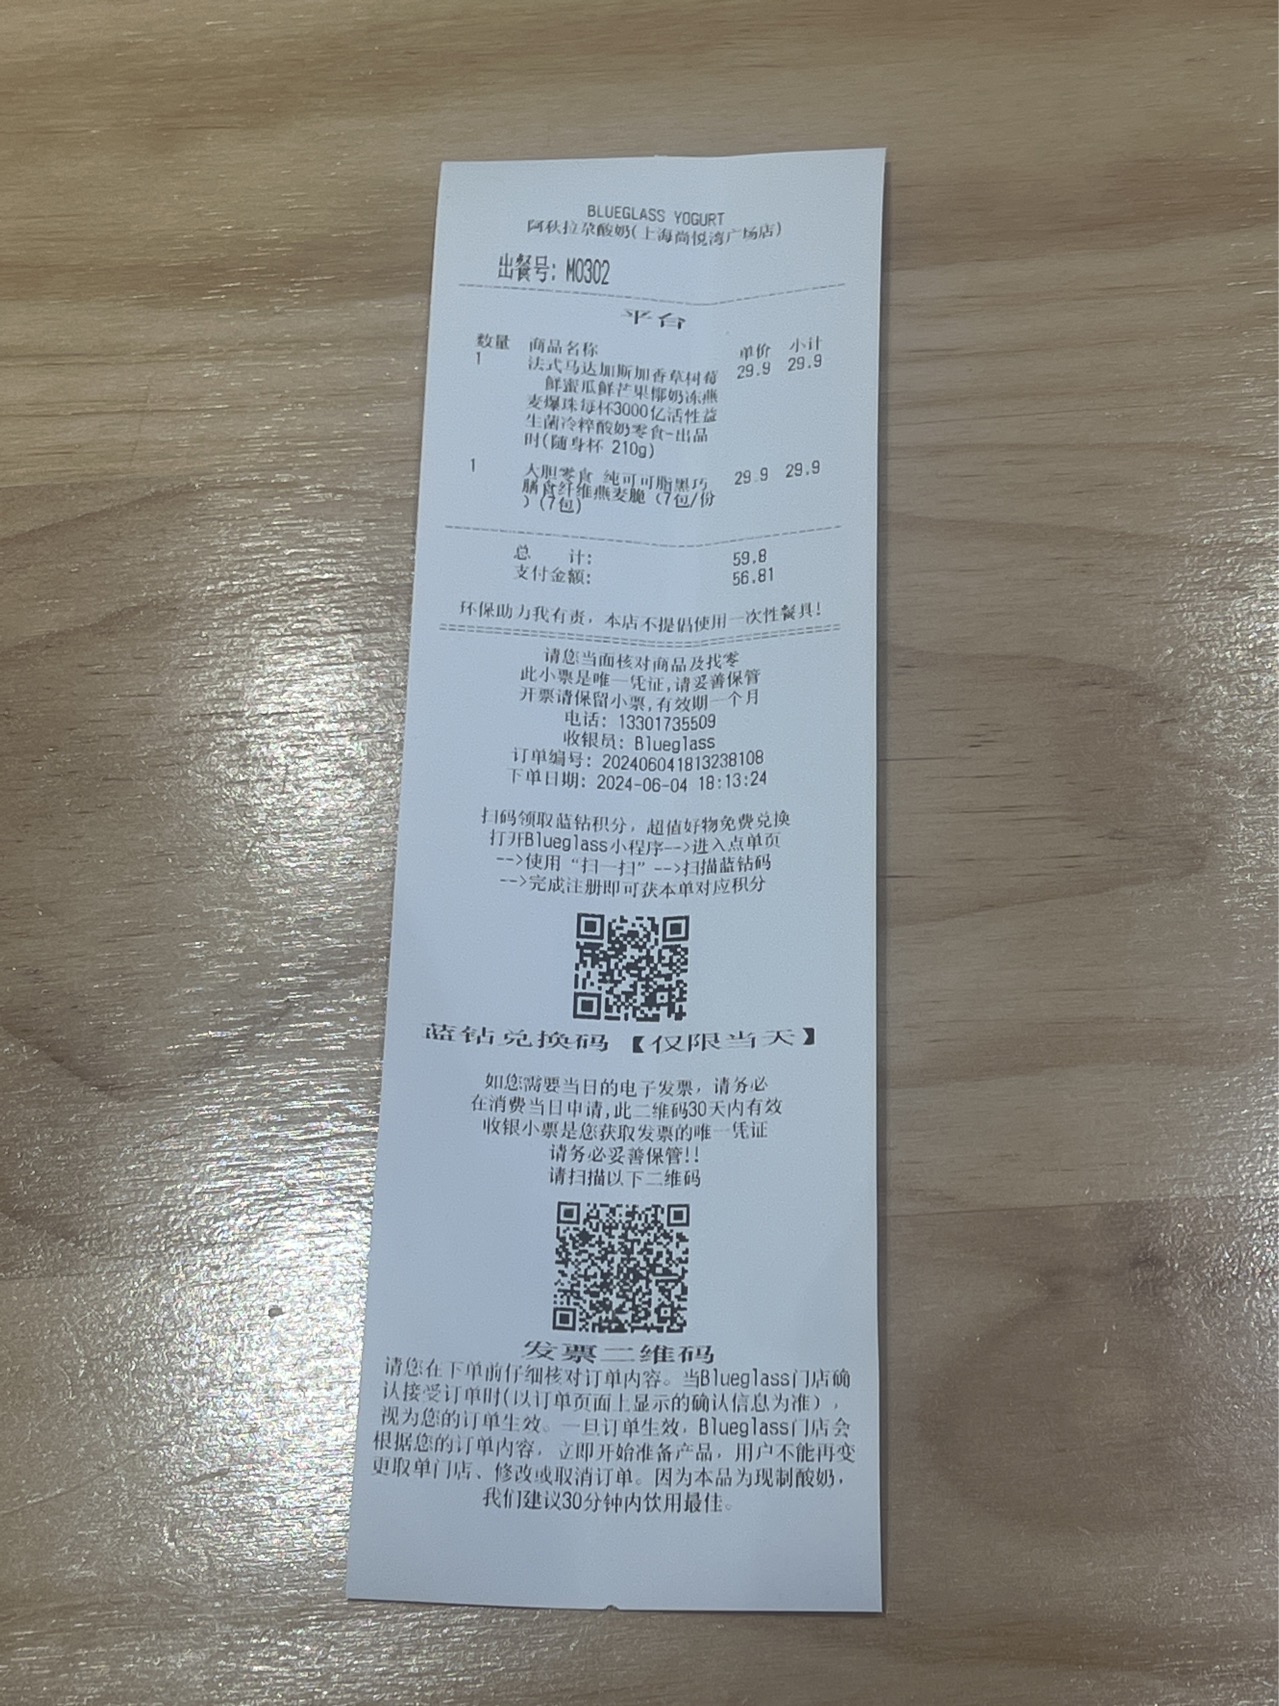 BLUEGLASS YOGURT
阿秋拉尕酸奶(上海尚悦湾广场店)
出餐号: M0302
平台
数量 商品名称 单价 小计
1 法式马达加斯加香草树莓 29.9 29.9
鲜蜜瓜鲜芒果椰奶冻燕
麦爆珠每杯3000亿活性益
生菌冷粹酸奶零食-出品
时(随身杯 210g)
1 大胆零食 纯可可脂黑巧 29.9 29.9
膳食纤维燕麦脆（7包/份
）(7包)
总 计: 59.8
支付金额: 56.81
环保助力我有责，本店不提倡使用一次性餐具!
请您当面核对商品及找零
此小票是唯一凭证,请妥善保管
开票请保留小票,有效期一个月
电话: 13301735509
收银员: Blueglass
订单编号: 202406041813238108
下单日期: 2024-06-04 18:13:24
扫码领取蓝钻积分，超值好物免费兑换
打开Blueglass小程序-->进入点单页
-->使用“扫一扫”-->扫描蓝钻码
-->完成注册即可获本单对应积分
蓝钻兑换码【仅限当天】
如您需要当日的电子发票，请务必
在消费当日申请,此二维码30天内有效
收银小票是您获取发票的唯一凭证
请务必妥善保管!!
请扫描以下二维码
发票二维码
请您在下单前仔细核对订单内容。当Blueglass门店确
认接受订单时(以订单页面上显示的确认信息为准)，
视为您的订单生效。一旦订单生效，Blueglass门店会
根据您的订单内容，立即开始准备产品，用户不能再变
更取单门店、修改或取消订单。因为本品为现制酸奶，
我们建议30分钟内饮用最佳。